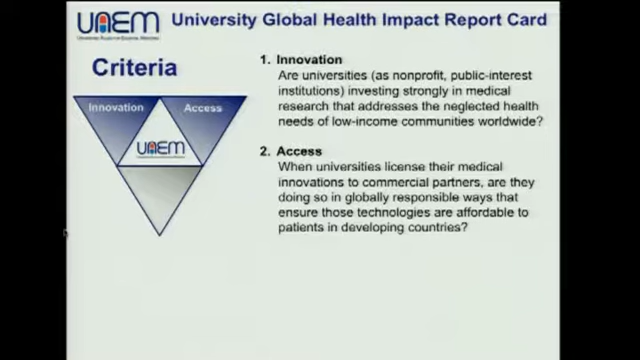 UAEM
University Global Health Impact Report Card
Criteria
Innovation
Access
UAEM
1. Innovation
Are universities (as nonprofit, public-interest
institutions) investing strongly in medical
research that addresses the neglected health
needs of low-income communities worldwide?
2. Access
When universities license their medical
innovations to commercial partners, are they
doing so in globally responsible ways that
ensure those technologies are affordable to
patients in developing countries?